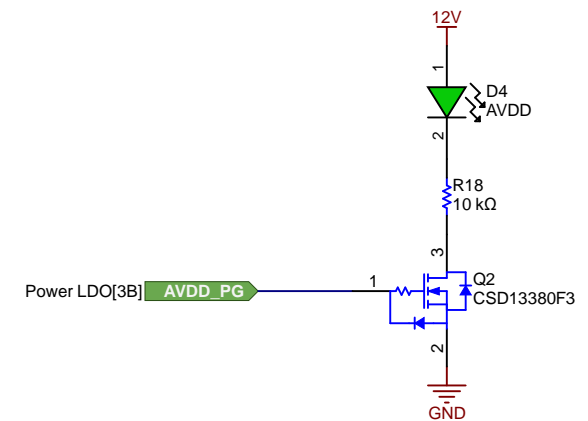 12V
1
D4
AVDD
2
R18
10 kΩ
3
Power LDO[3B] AVDD_PG
1
Q2
CSD13380F3
2
GND